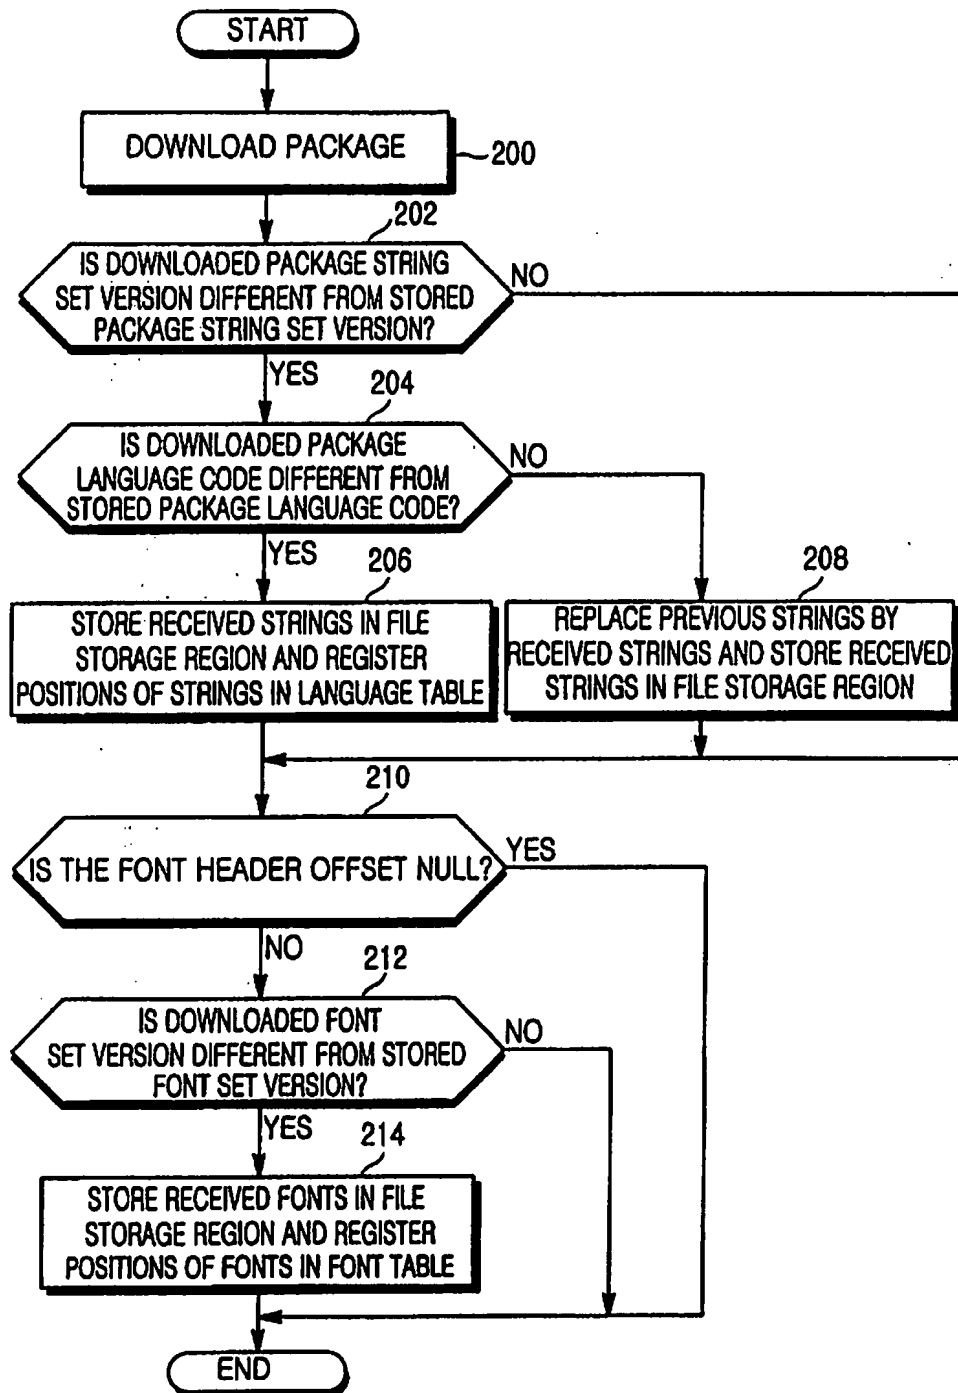 START
DOWNLOAD PACKAGE
200
202
IS DOWNLOADED PACKAGE STRING
SET VERSION DIFFERENT FROM STORED
PACKAGE STRING SET VERSION?
NO
YES
204
IS DOWNLOADED PACKAGE
LANGUAGE CODE DIFFERENT FROM
STORED PACKAGE LANGUAGE CODE?
NO
YES
206
STORE RECEIVED STRINGS IN FILE
STORAGE REGION AND REGISTER
POSITIONS OF STRINGS IN LANGUAGE TABLE
208
REPLACE PREVIOUS STRINGS BY
RECEIVED STRINGS AND STORE RECEIVED
STRINGS IN FILE STORAGE REGION
210
IS THE FONT HEADER OFFSET NULL?
YES
NO
212
IS DOWNLOADED FONT
SET VERSION DIFFERENT FROM STORED
FONT SET VERSION?
NO
YES
214
STORE RECEIVED FONTS IN FILE
STORAGE REGION AND REGISTER
POSITIONS OF FONTS IN FONT TABLE
END